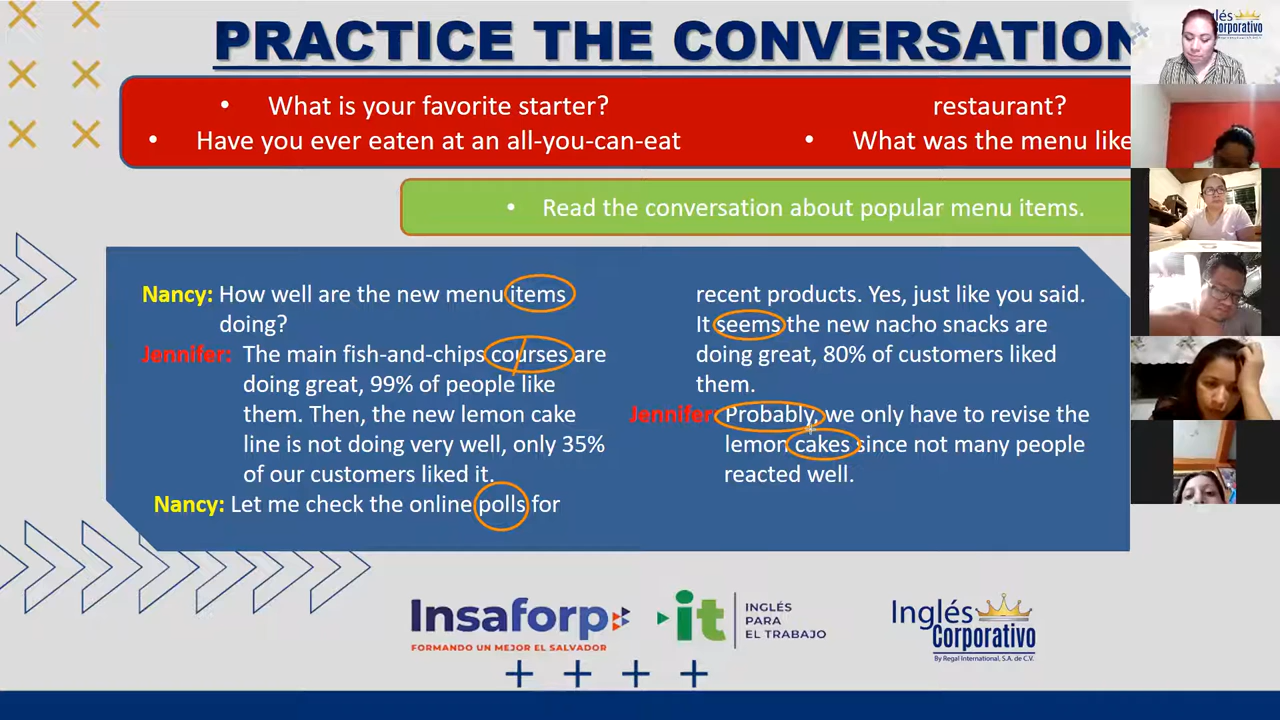 PRACTICE THE CONVERSATION
• What is your favorite starter?
• Have you ever eaten at an all-you-can-eat
restaurant?
• What was the menu like
• Read the conversation about popular menu items.
Nancy: How well are the new menu items
doing?
Jennifer: The main fish-and-chips courses are
doing great, 99% of people like
them. Then, the new lemon cake
line is not doing very well, only 35%
of our customers liked it.
Nancy: Let me check the online polls for
recent products. Yes, just like you said.
It seems the new nacho snacks are
doing great, 80% of customers liked
them.
Jennifer: Probably, we only have to revise the
lemon cakes since not many people
reacted well.
Insaforp
FORMANDO UN MEJOR EL SALVADOR
it
INGLÉS
PARA
EL TRABAJO
Inglés
Corporativo
By Regal International, S.A. de C.V.
Inglés
Corporativo